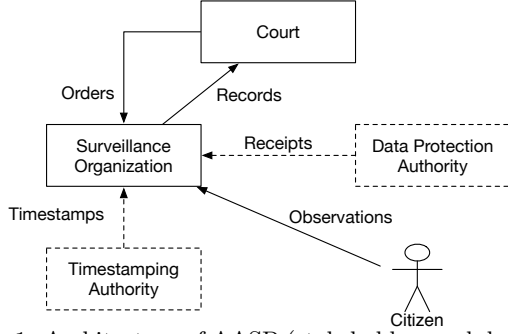 Court
Orders
Records
Surveillance
Organization
Receipts
Data Protection
Authority
Timestamps
Observations
Timestamping
Authority
Citizen